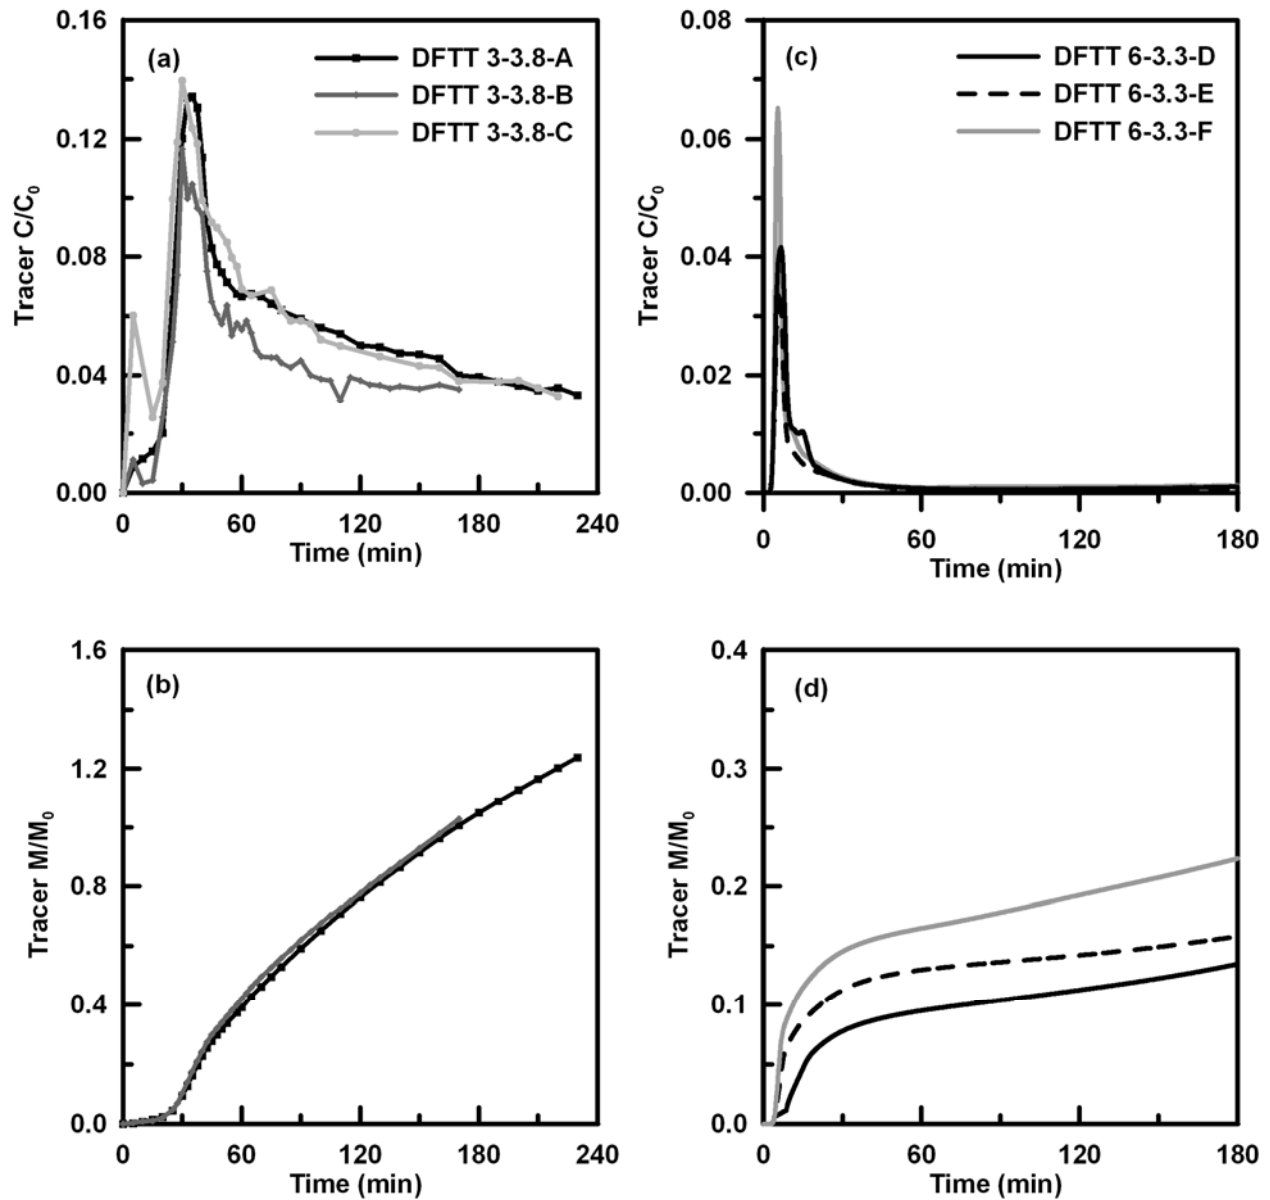 (a)
DFTT 3-3.8-A
DFTT 3-3.8-B
DFTT 3-3.8-C
0.16
0.12
0.08
0.04
0.00
Tracer C/C₀
0 60 120 180 240
Time (min)
(c)
DFTT 6-3.3-D
DFTT 6-3.3-E
DFTT 6-3.3-F
0.08
0.06
0.04
0.02
0.00
Tracer C/C₀
0 60 120 180
Time (min)
(b)
1.6
1.2
0.8
0.4
0.0
Tracer M/M₀
0 60 120 180 240
Time (min)
(d)
0.4
0.3
0.2
0.1
0.0
Tracer M/M₀
0 60 120 180
Time (min)